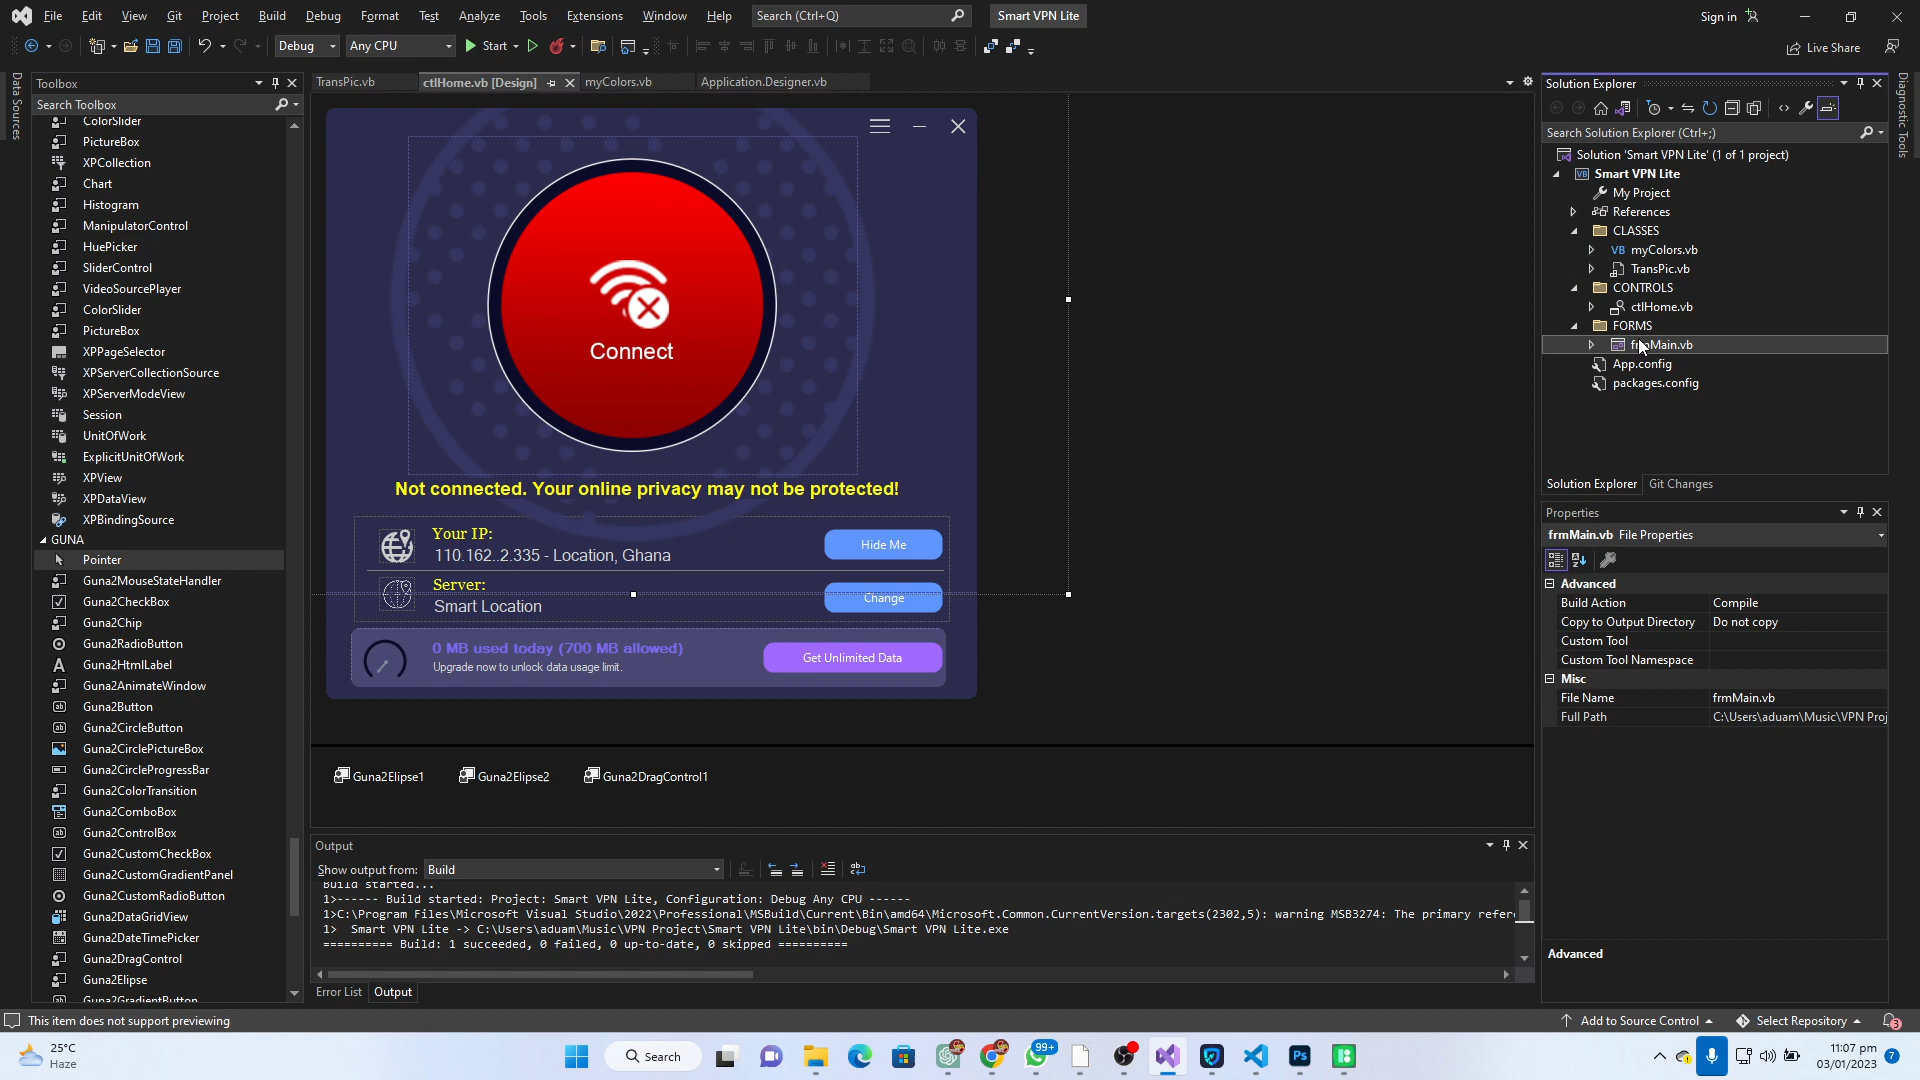 File Edit View Git Project Build Debug Format Test Analyze Tools Extensions Window Help Search (Ctrl+Q) Smart VPN Lite Sign in
Debug Any CPU Start Live Share
Data Sources
Toolbox
Search Toolbox
ColorSlider
PictureBox
XPCollection
Chart
Histogram
ManipulatorControl
HuePicker
SliderControl
VideoSourcePlayer
ColorSlider
PictureBox
XPPageSelector
XPServerCollectionSource
XPServerModeView
Session
UnitOfWork
ExplicitUnitOfWork
XPView
XPDataView
XPBindingSource
GUNA
Pointer
Guna2MouseStateHandler
Guna2CheckBox
Guna2Chip
Guna2RadioButton
Guna2HtmlLabel
Guna2AnimateWindow
Guna2Button
Guna2CircleButton
Guna2CirclePictureBox
Guna2CircleProgressBar
Guna2ColorTransition
Guna2ComboBox
Guna2ControlBox
Guna2CustomCheckBox
Guna2CustomGradientPanel
Guna2CustomRadioButton
Guna2DataGridView
Guna2DateTimePicker
Guna2DragControl
Guna2Elipse
Guna2GradientButton
TransPic.vb ctlHome.vb [Design] myColors.vb Application.Designer.vb
Connect
Not connected. Your online privacy may not be protected!
Your IP:
110.162..2.335 - Location, Ghana
Hide Me
Server:
Smart Location
Change
0 MB used today (700 MB allowed)
Upgrade now to unlock data usage limit.
Get Unlimited Data
Guna2Elipse1 Guna2Elipse2 Guna2DragControl1
Output
Show output from: Build
Build started...
1>------ Build started: Project: Smart VPN Lite, Configuration: Debug Any CPU ------
1>C:\Program Files\Microsoft Visual Studio\2022\Professional\MSBuild\Current\Bin\amd64\Microsoft.Common.CurrentVersion.targets(2302,5): warning MSB3274: The primary refer
1>  Smart VPN Lite -> C:\Users\aduam\Music\VPN Project\Smart VPN Lite\bin\Debug\Smart VPN Lite.exe
========== Build: 1 succeeded, 0 failed, 0 up-to-date, 0 skipped ==========
Error List Output
Solution Explorer
Search Solution Explorer (Ctrl+;)
Solution 'Smart VPN Lite' (1 of 1 project)
VB Smart VPN Lite
My Project
References
CLASSES
VB myColors.vb
TransPic.vb
CONTROLS
ctlHome.vb
FORMS
frmMain.vb
App.config
packages.config
Solution Explorer Git Changes
Properties
frmMain.vb File Properties
Advanced
Build Action Compile
Copy to Output Directory Do not copy
Custom Tool
Custom Tool Namespace
Misc
File Name frmMain.vb
Full Path C:\Users\aduam\Music\VPN Proj
Advanced
Diagnostic Tools
This item does not support previewing Add to Source Control Select Repository 3
25°C
Haze
Search
99+
Ps
11:07 pm
03/01/2023
7